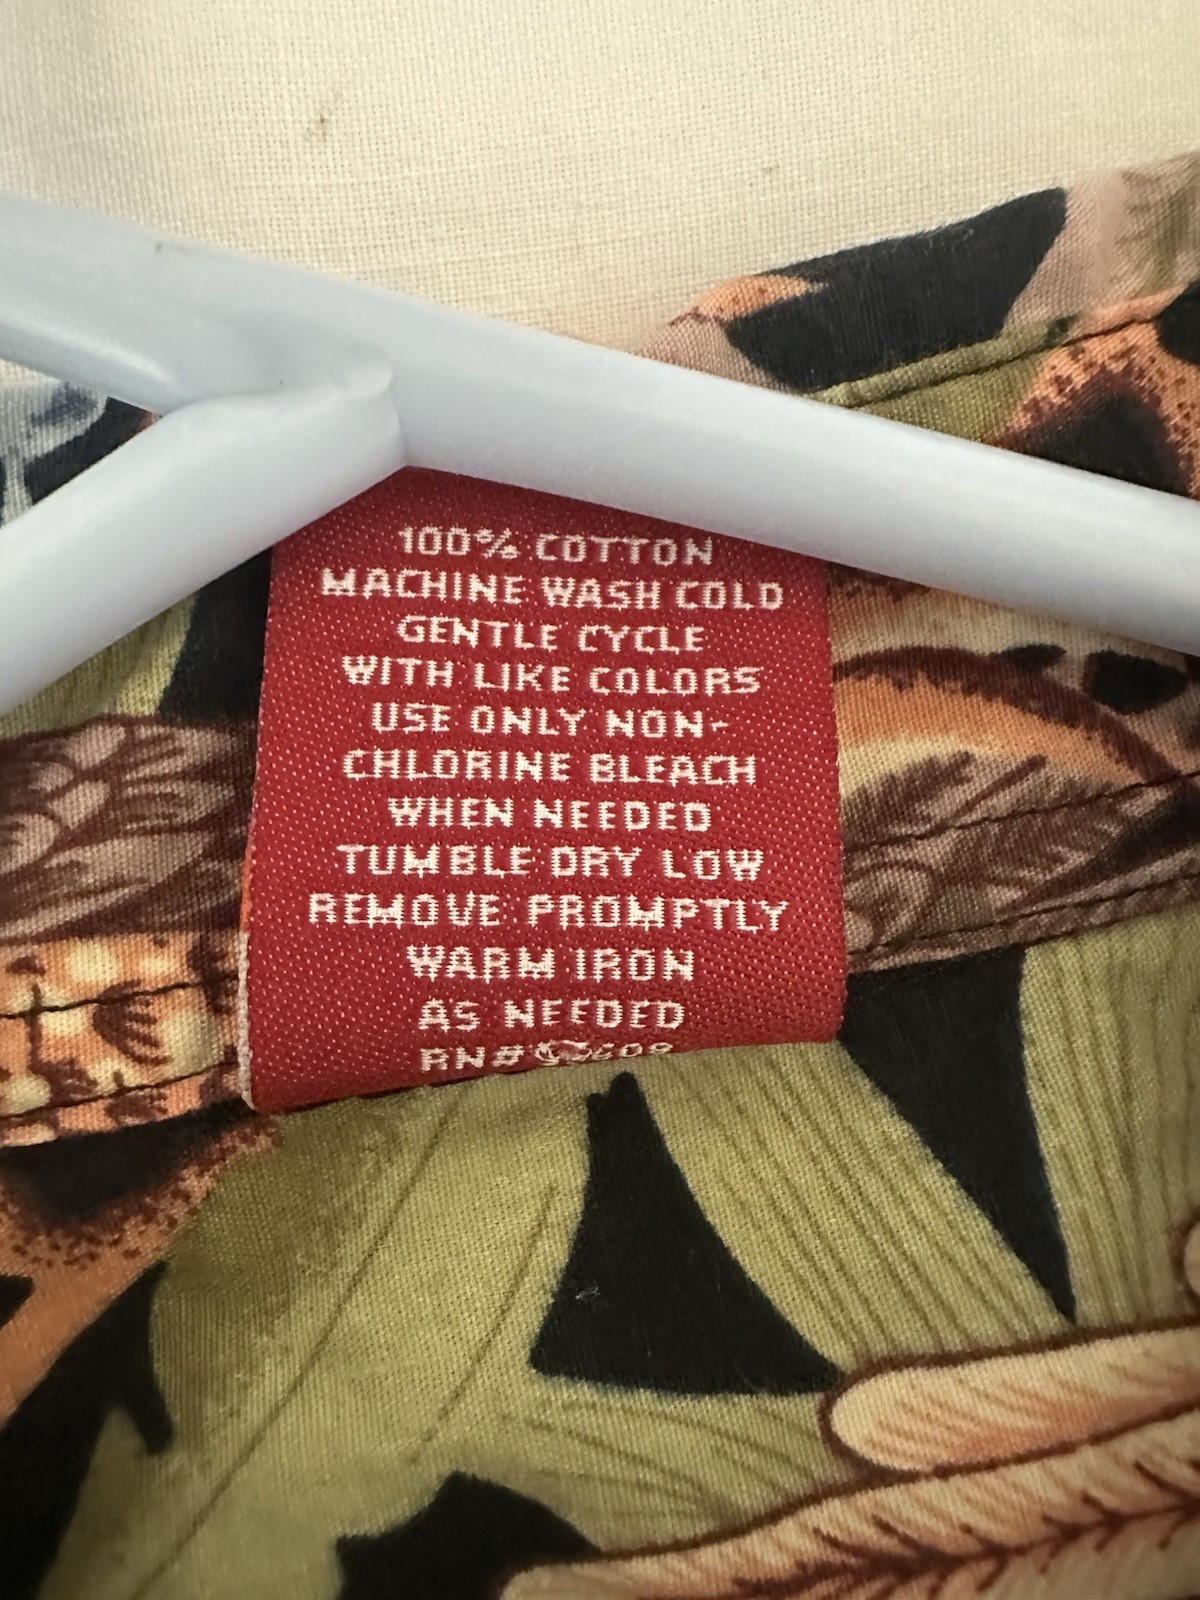 100% COTTON
MACHINE WASH COLD
GENTLE CYCLE
WITH LIKE COLORS
USE ONLY NON-
CHLORINE BLEACH
WHEN NEEDED
TUMBLE DRY LOW
REMOVE PROMPTLY
WARM IRON
AS NEEDED
RN#